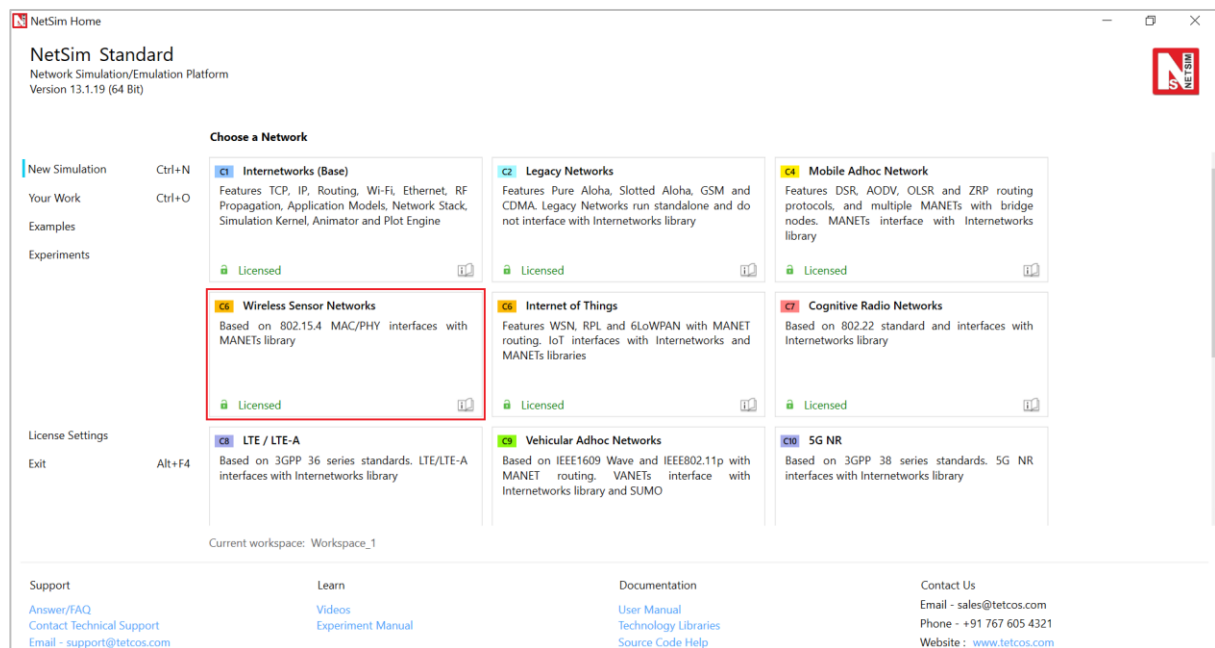 NetSim Home
NetSim Standard
Network Simulation/Emulation Platform
Version 13.1.19 (64 Bit)
NETSIM
Choose a Network
New Simulation Ctrl+N
Your Work Ctrl+O
Examples
Experiments
License Settings
Exit Alt+F4
C1 Internetworks (Base)
Features TCP, IP, Routing, Wi-Fi, Ethernet, RF
Propagation, Application Models, Network Stack,
Simulation Kernel, Animator and Plot Engine
Licensed
C2 Legacy Networks
Features Pure Aloha, Slotted Aloha, GSM and
CDMA. Legacy Networks run standalone and do
not interface with Internetworks library
Licensed
C4 Mobile Adhoc Network
Features DSR, AODV, OLSR and ZRP routing
protocols, and multiple MANETs with bridge
nodes. MANETs interface with Internetworks
library
Licensed
C6 Wireless Sensor Networks
Based on 802.15.4 MAC/PHY interfaces with
MANETs library
Licensed
C6 Internet of Things
Features WSN, RPL and 6LoWPAN with MANET
routing. IoT interfaces with Internetworks and
MANETs libraries
Licensed
C7 Cognitive Radio Networks
Based on 802.22 standard and interfaces with
Internetworks library
Licensed
C8 LTE / LTE-A
Based on 3GPP 36 series standards. LTE/LTE-A
interfaces with Internetworks library
C9 Vehicular Adhoc Networks
Based on IEEE1609 Wave and IEEE802.11p with
MANET routing. VANETs interface with
Internetworks library and SUMO
C10 5G NR
Based on 3GPP 38 series standards. 5G NR
interfaces with Internetworks library
Current workspace: Workspace_1
Support
Answer/FAQ
Contact Technical Support
Email - support@tetcos.com
Learn
Videos
Experiment Manual
Documentation
User Manual
Technology Libraries
Source Code Help
Contact Us
Email - sales@tetcos.com
Phone - +91 767 605 4321
Website : www.tetcos.com